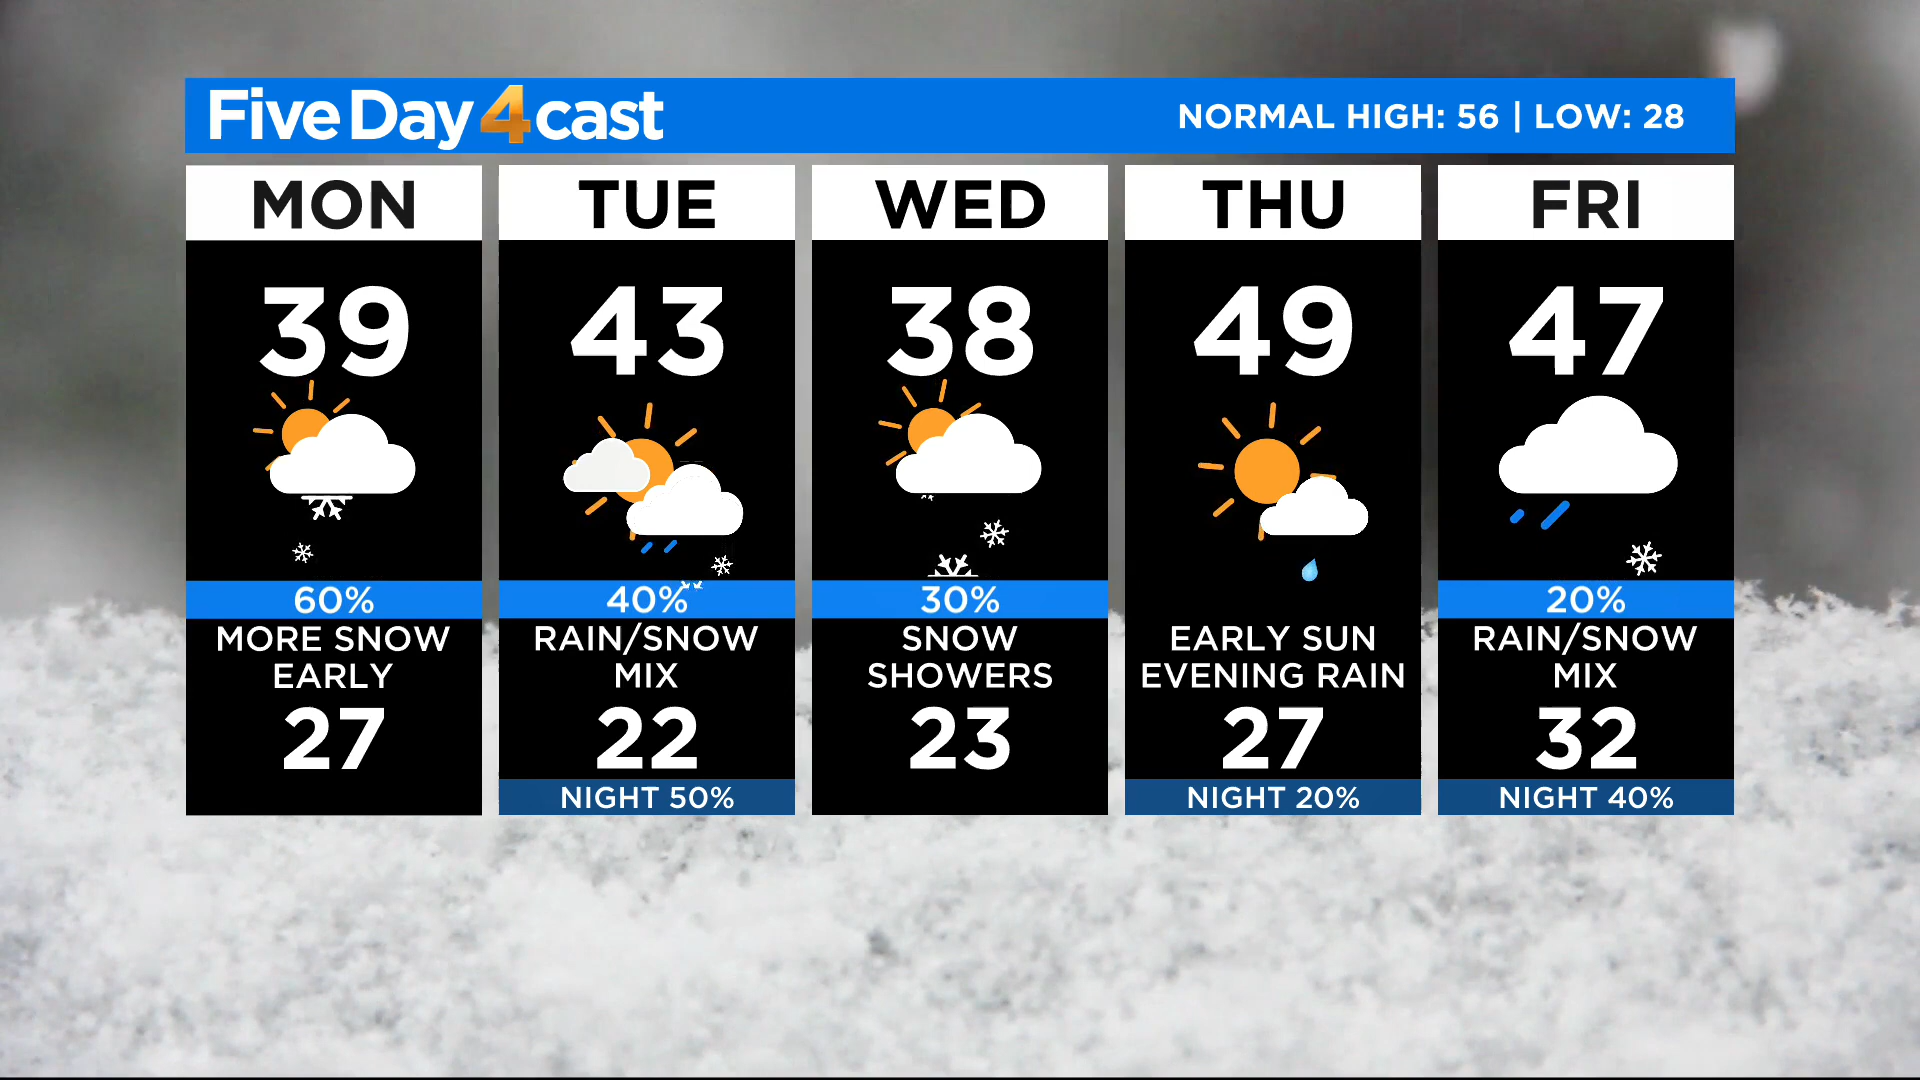 Five Day 4cast
NORMAL HIGH: 56 | LOW: 28
MON
39
60%
MORE SNOW
EARLY
27
TUE
43
40%
RAIN/SNOW
MIX
22
NIGHT 50%
WED
38
30%
SNOW
SHOWERS
23
THU
49
EARLY SUN
EVENING RAIN
27
NIGHT 20%
FRI
47
20%
RAIN/SNOW
MIX
32
NIGHT 40%